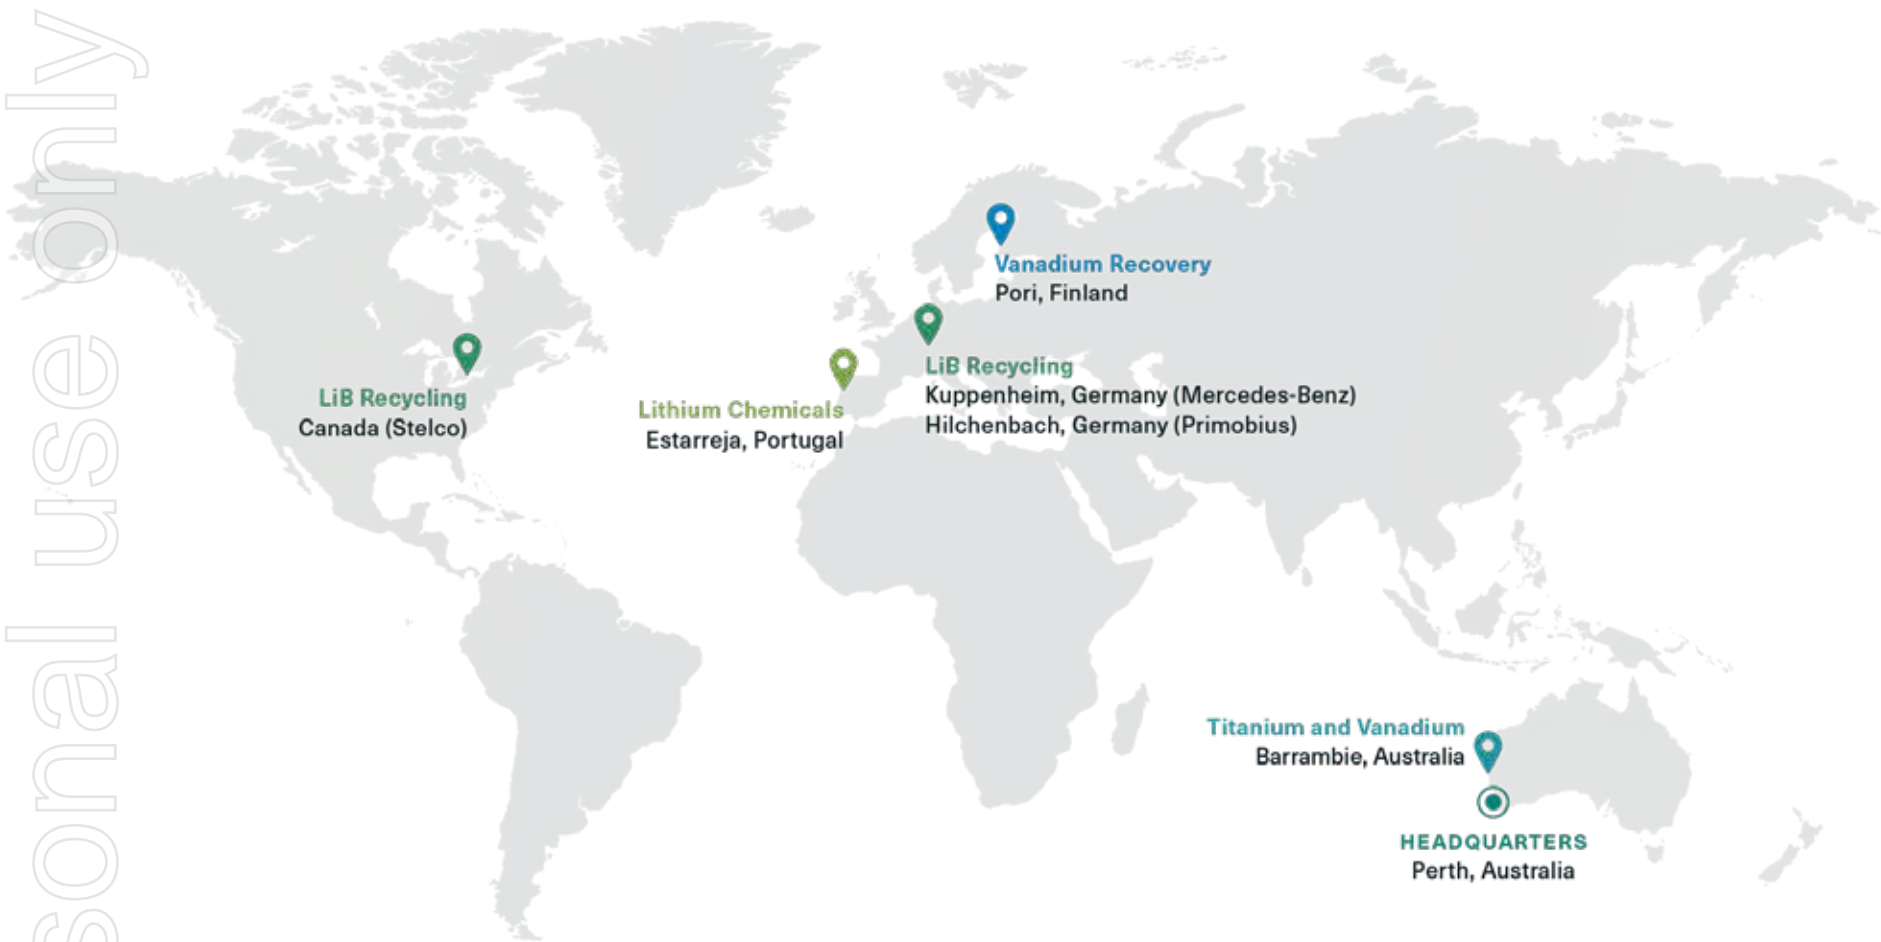 sonal use only
Vanadium Recovery
Pori, Finland
LiB Recycling
Kuppenheim, Germany (Mercedes-Benz)
Hilchenbach, Germany (Primobius)
LiB Recycling
Canada (Stelco)
Lithium Chemicals
Estarreja, Portugal
Titanium and Vanadium
Barrambie, Australia
HEADQUARTERS
Perth, Australia